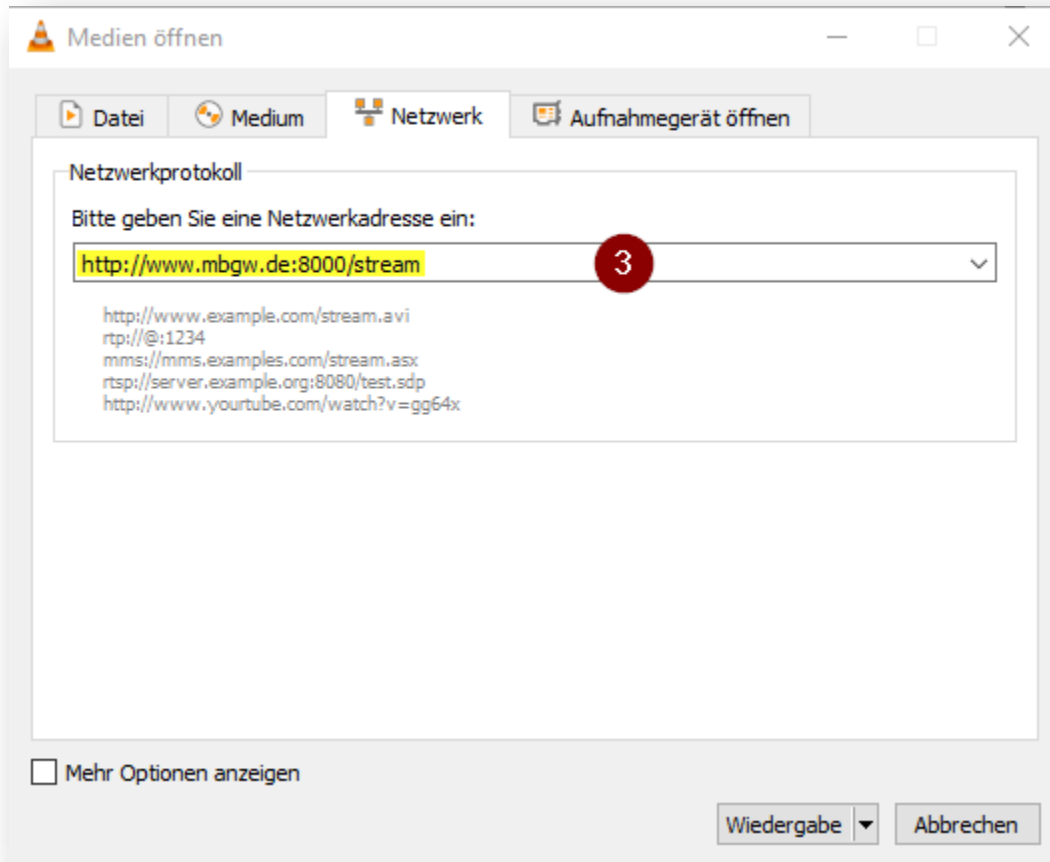 Medien öffnen
Datei Medium Netzwerk Aufnahmegerät öffnen
Netzwerkprotokoll
Bitte geben Sie eine Netzwerkadresse ein:
http://www.mbgw.de:8000/stream 3
http://www.example.com/stream.avi
rtp://@:1234
mms://mms.examples.com/stream.asx
rtsp://server.example.org:8080/test.sdp
http://www.yourtube.com/watch?v=gg64x
Mehr Optionen anzeigen
Wiedergabe Abbrechen